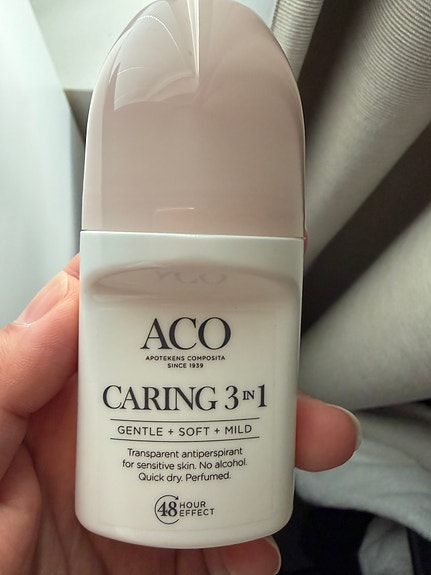 ACO
APOTEKENS COMPOSITA
SINCE 1939
CARING 3 IN 1
GENTLE + SOFT + MILD
Transparent antiperspirant
for sensitive skin. No alcohol.
Quick dry. Perfumed.
48 HOUR
EFFECT